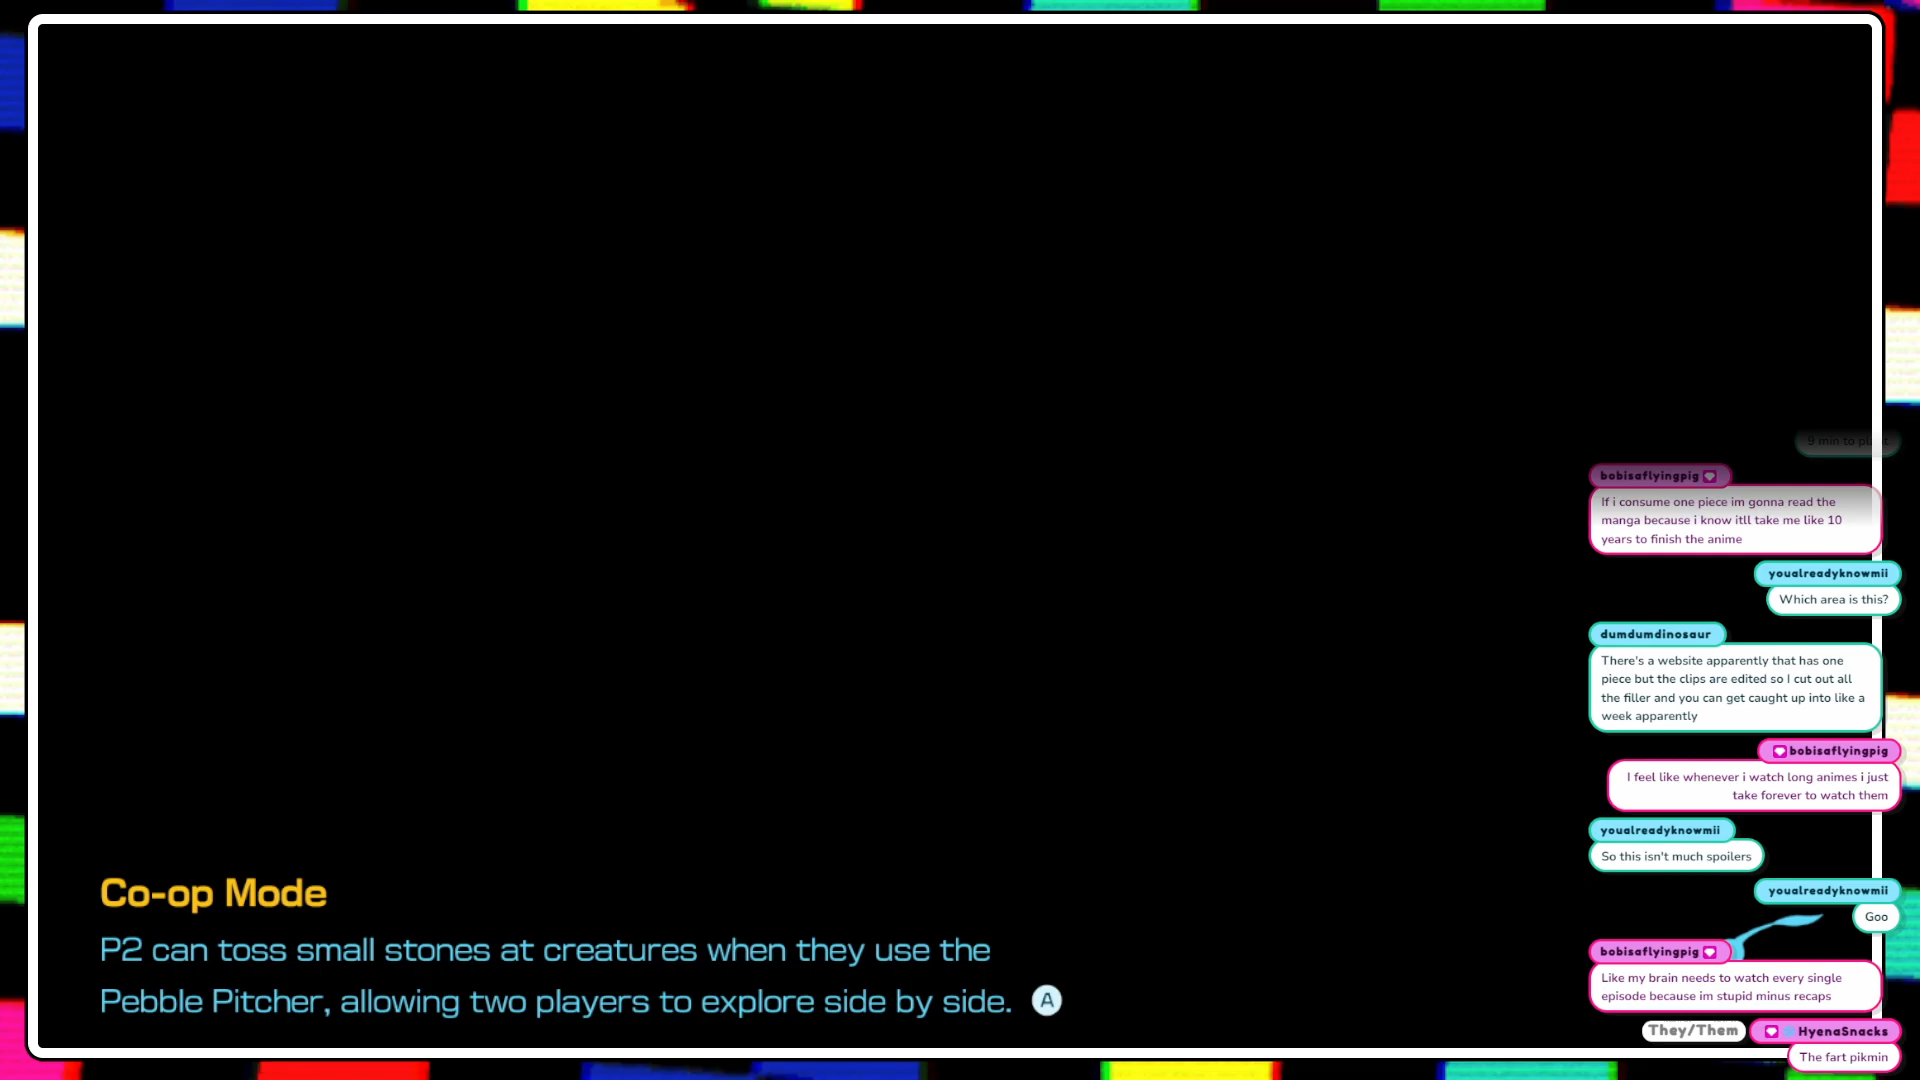 9 min to
bobisaflyingpig
If i consume one piece im gonna read the
manga because i know itll take me like 10
years to finish the anime
youalreadyknowmii
Which area is this?
dumdumdinosaur
There's a website apparently that has one
piece but the clips are edited so I cut out all
the filler and you can get caught up into like a
week apparently
bobisaflyingpig
I feel like whenever i watch long animes i just
take forever to watch them
youalreadyknowmii
So this isn't much spoilers
youalreadyknowmii
Goo
bobisaflyingpig
Like my brain needs to watch every single
episode because im stupid minus recaps
They/Them HyenaSnacks
The fart pikmin
Co-op Mode
P2 can toss small stones at creatures when they use the
Pebble Pitcher, allowing two players to explore side by side. A